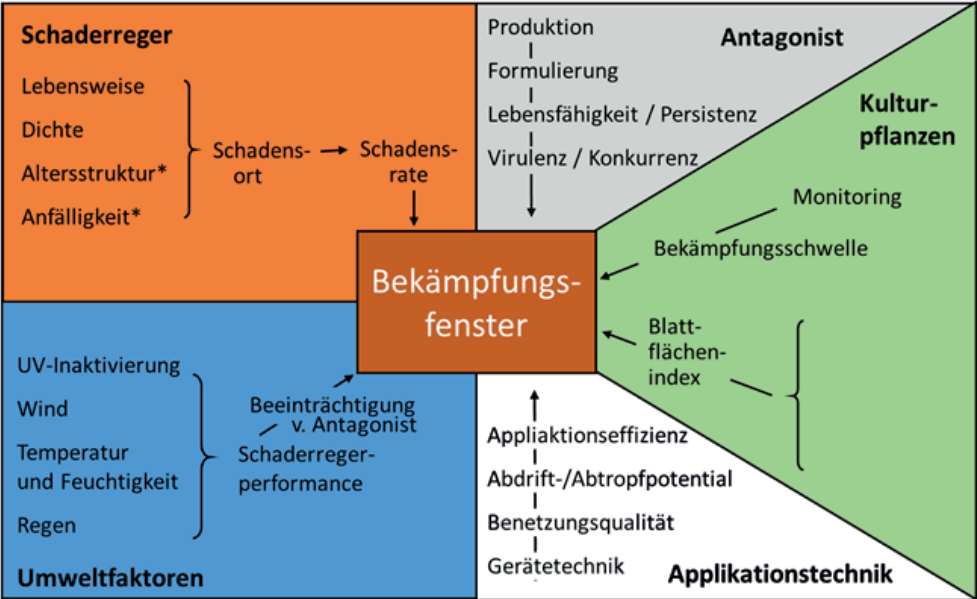 Schaderreger
Lebensweise
Dichte
Altersstruktur*
Anfälligkeit*
Schadens-
ort
Schadens-
rate
Produktion
Formulierung
Lebensfähigkeit / Persistenz
Virulenz / Konkurrenz
Antagonist
Kultur-
pflanzen
Monitoring
Bekämpfungsschwelle
Blatt-
flächen-
index
Bekämpfungs-
fenster
UV-Inaktivierung
Wind
Temperatur
und Feuchtigkeit
Regen
Beeinträchtigung
v. Antagonist
Schaderreger-
performance
Umweltfaktoren
Appliaktionseffizienz
Abdrift-/Abtropfpotential
Benetzungsqualität
Gerätetechnik
Applikationstechnik